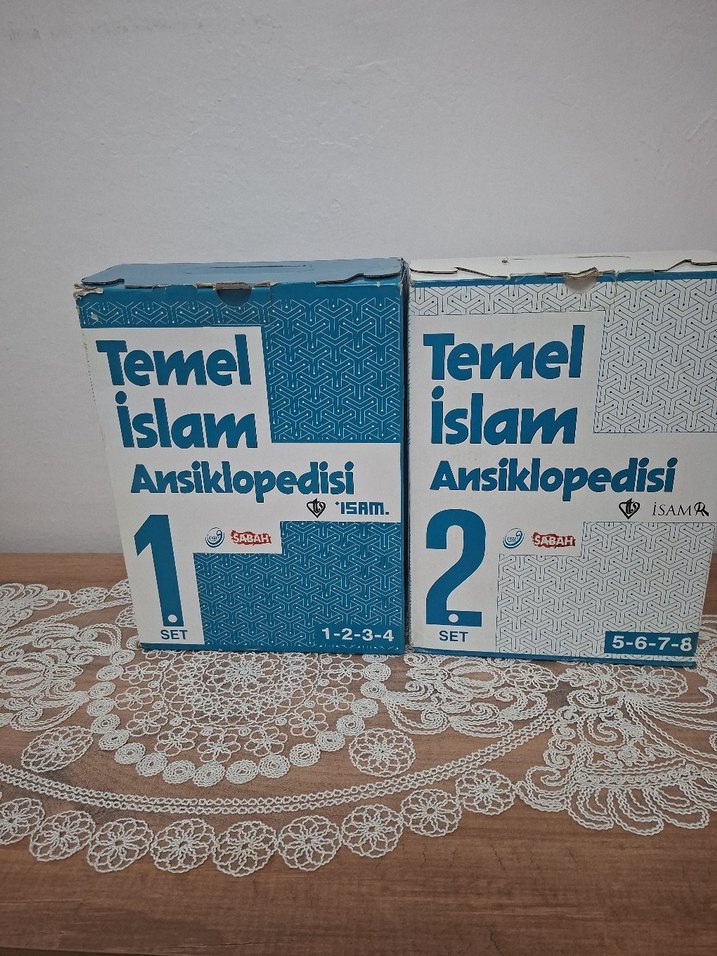 Temel
İslam
Ansiklopedisi
İSAM.
1.
SABAH
SET
1-2-3-4
Temel
İslam
Ansiklopedisi
İSAM
2.
SABAH
SET
5-6-7-8